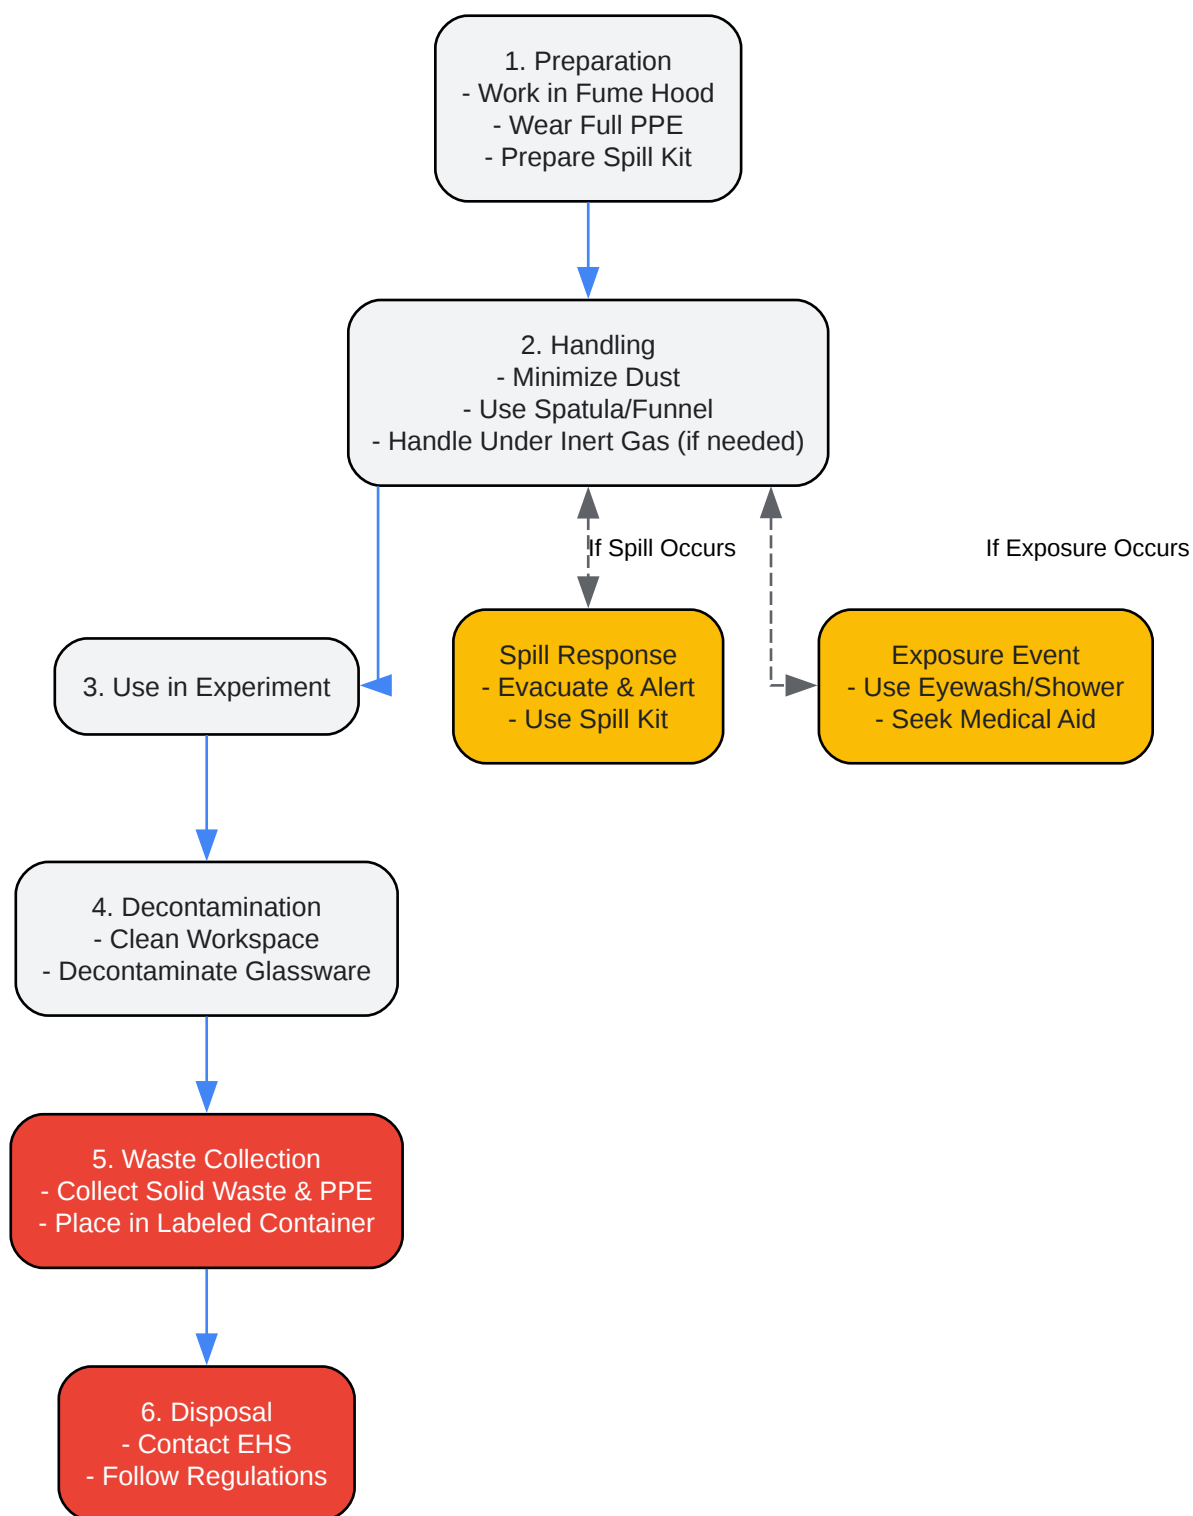 1. Preparation
- Work in Fume Hood
- Wear Full PPE
- Prepare Spill Kit
2. Handling
- Minimize Dust
- Use Spatula/Funnel
- Handle Under Inert Gas (if needed)
If Spill Occurs
If Exposure Occurs
3. Use in Experiment
Spill Response
- Evacuate & Alert
- Use Spill Kit
Exposure Event
- Use Eyewash/Shower
- Seek Medical Aid
4. Decontamination
- Clean Workspace
- Decontaminate Glassware
5. Waste Collection
- Collect Solid Waste & PPE
- Place in Labeled Container
6. Disposal
- Contact EHS
- Follow Regulations